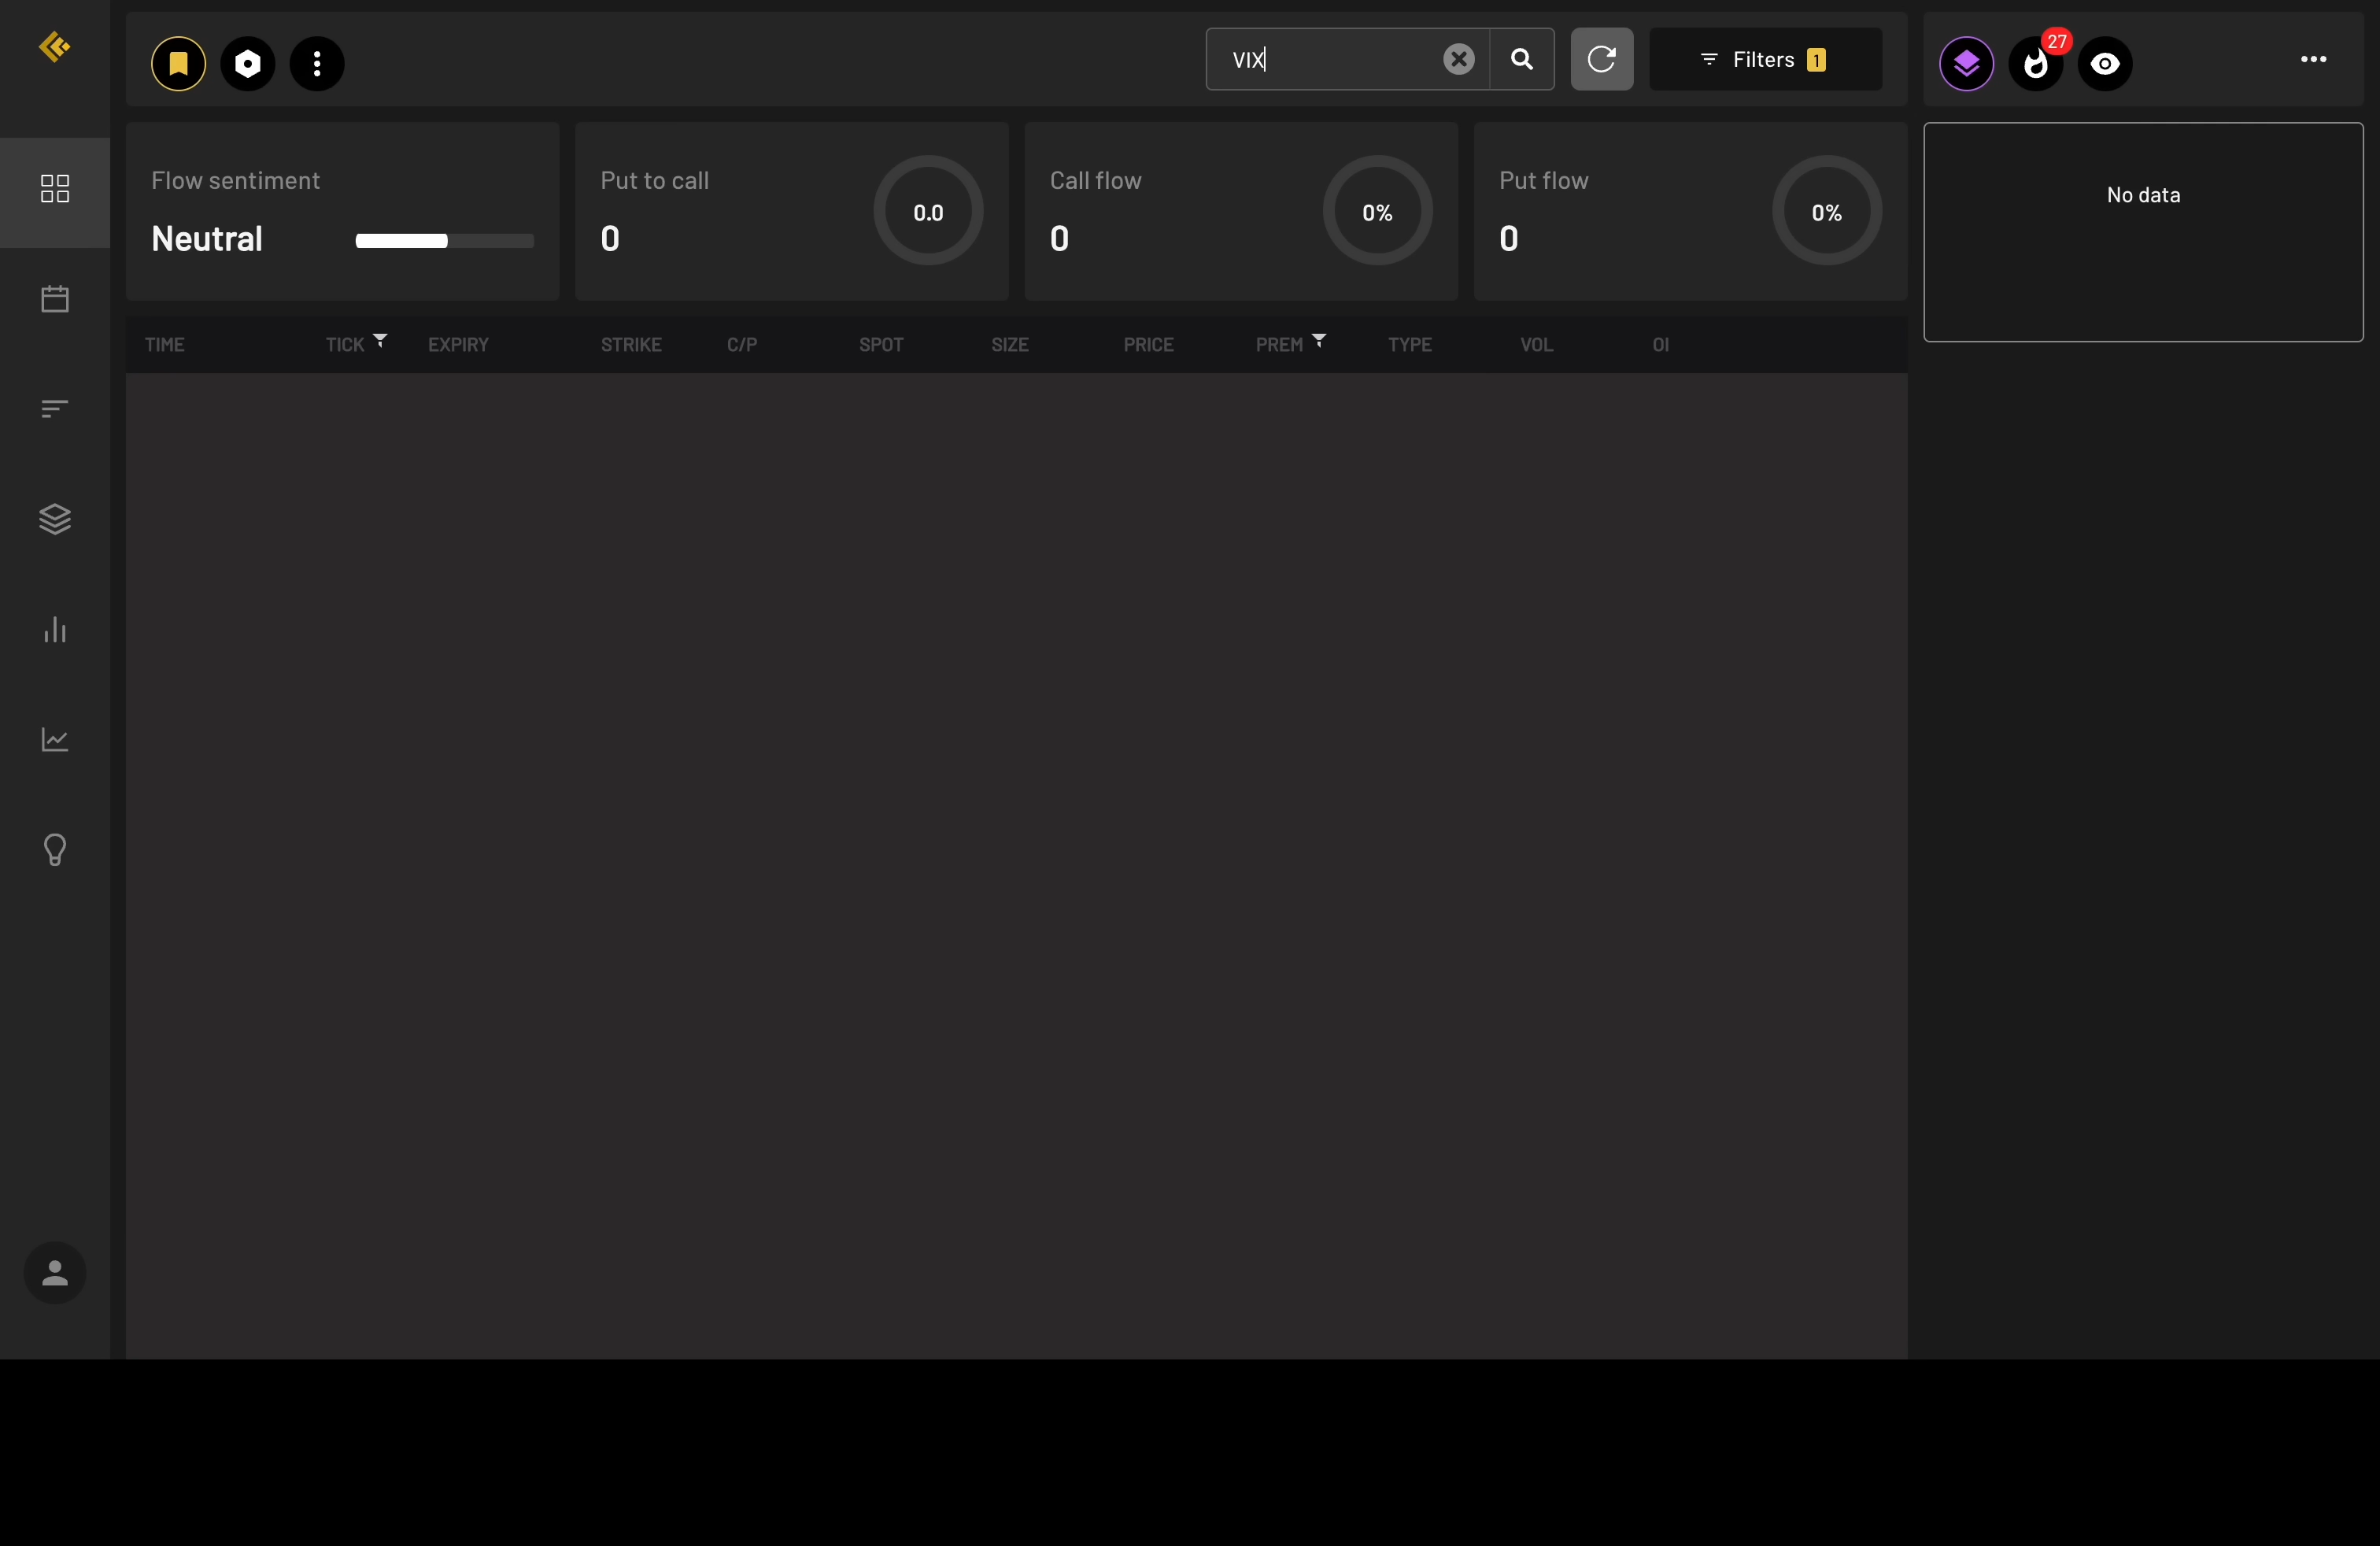 VIX
Filters 1
27
Flow sentiment
Neutral
Put to call
0
0.0
Call flow
0
0%
Put flow
0
0%
No data
TIME TICK EXPIRY STRIKE C/P SPOT SIZE PRICE PREM TYPE VOL OI